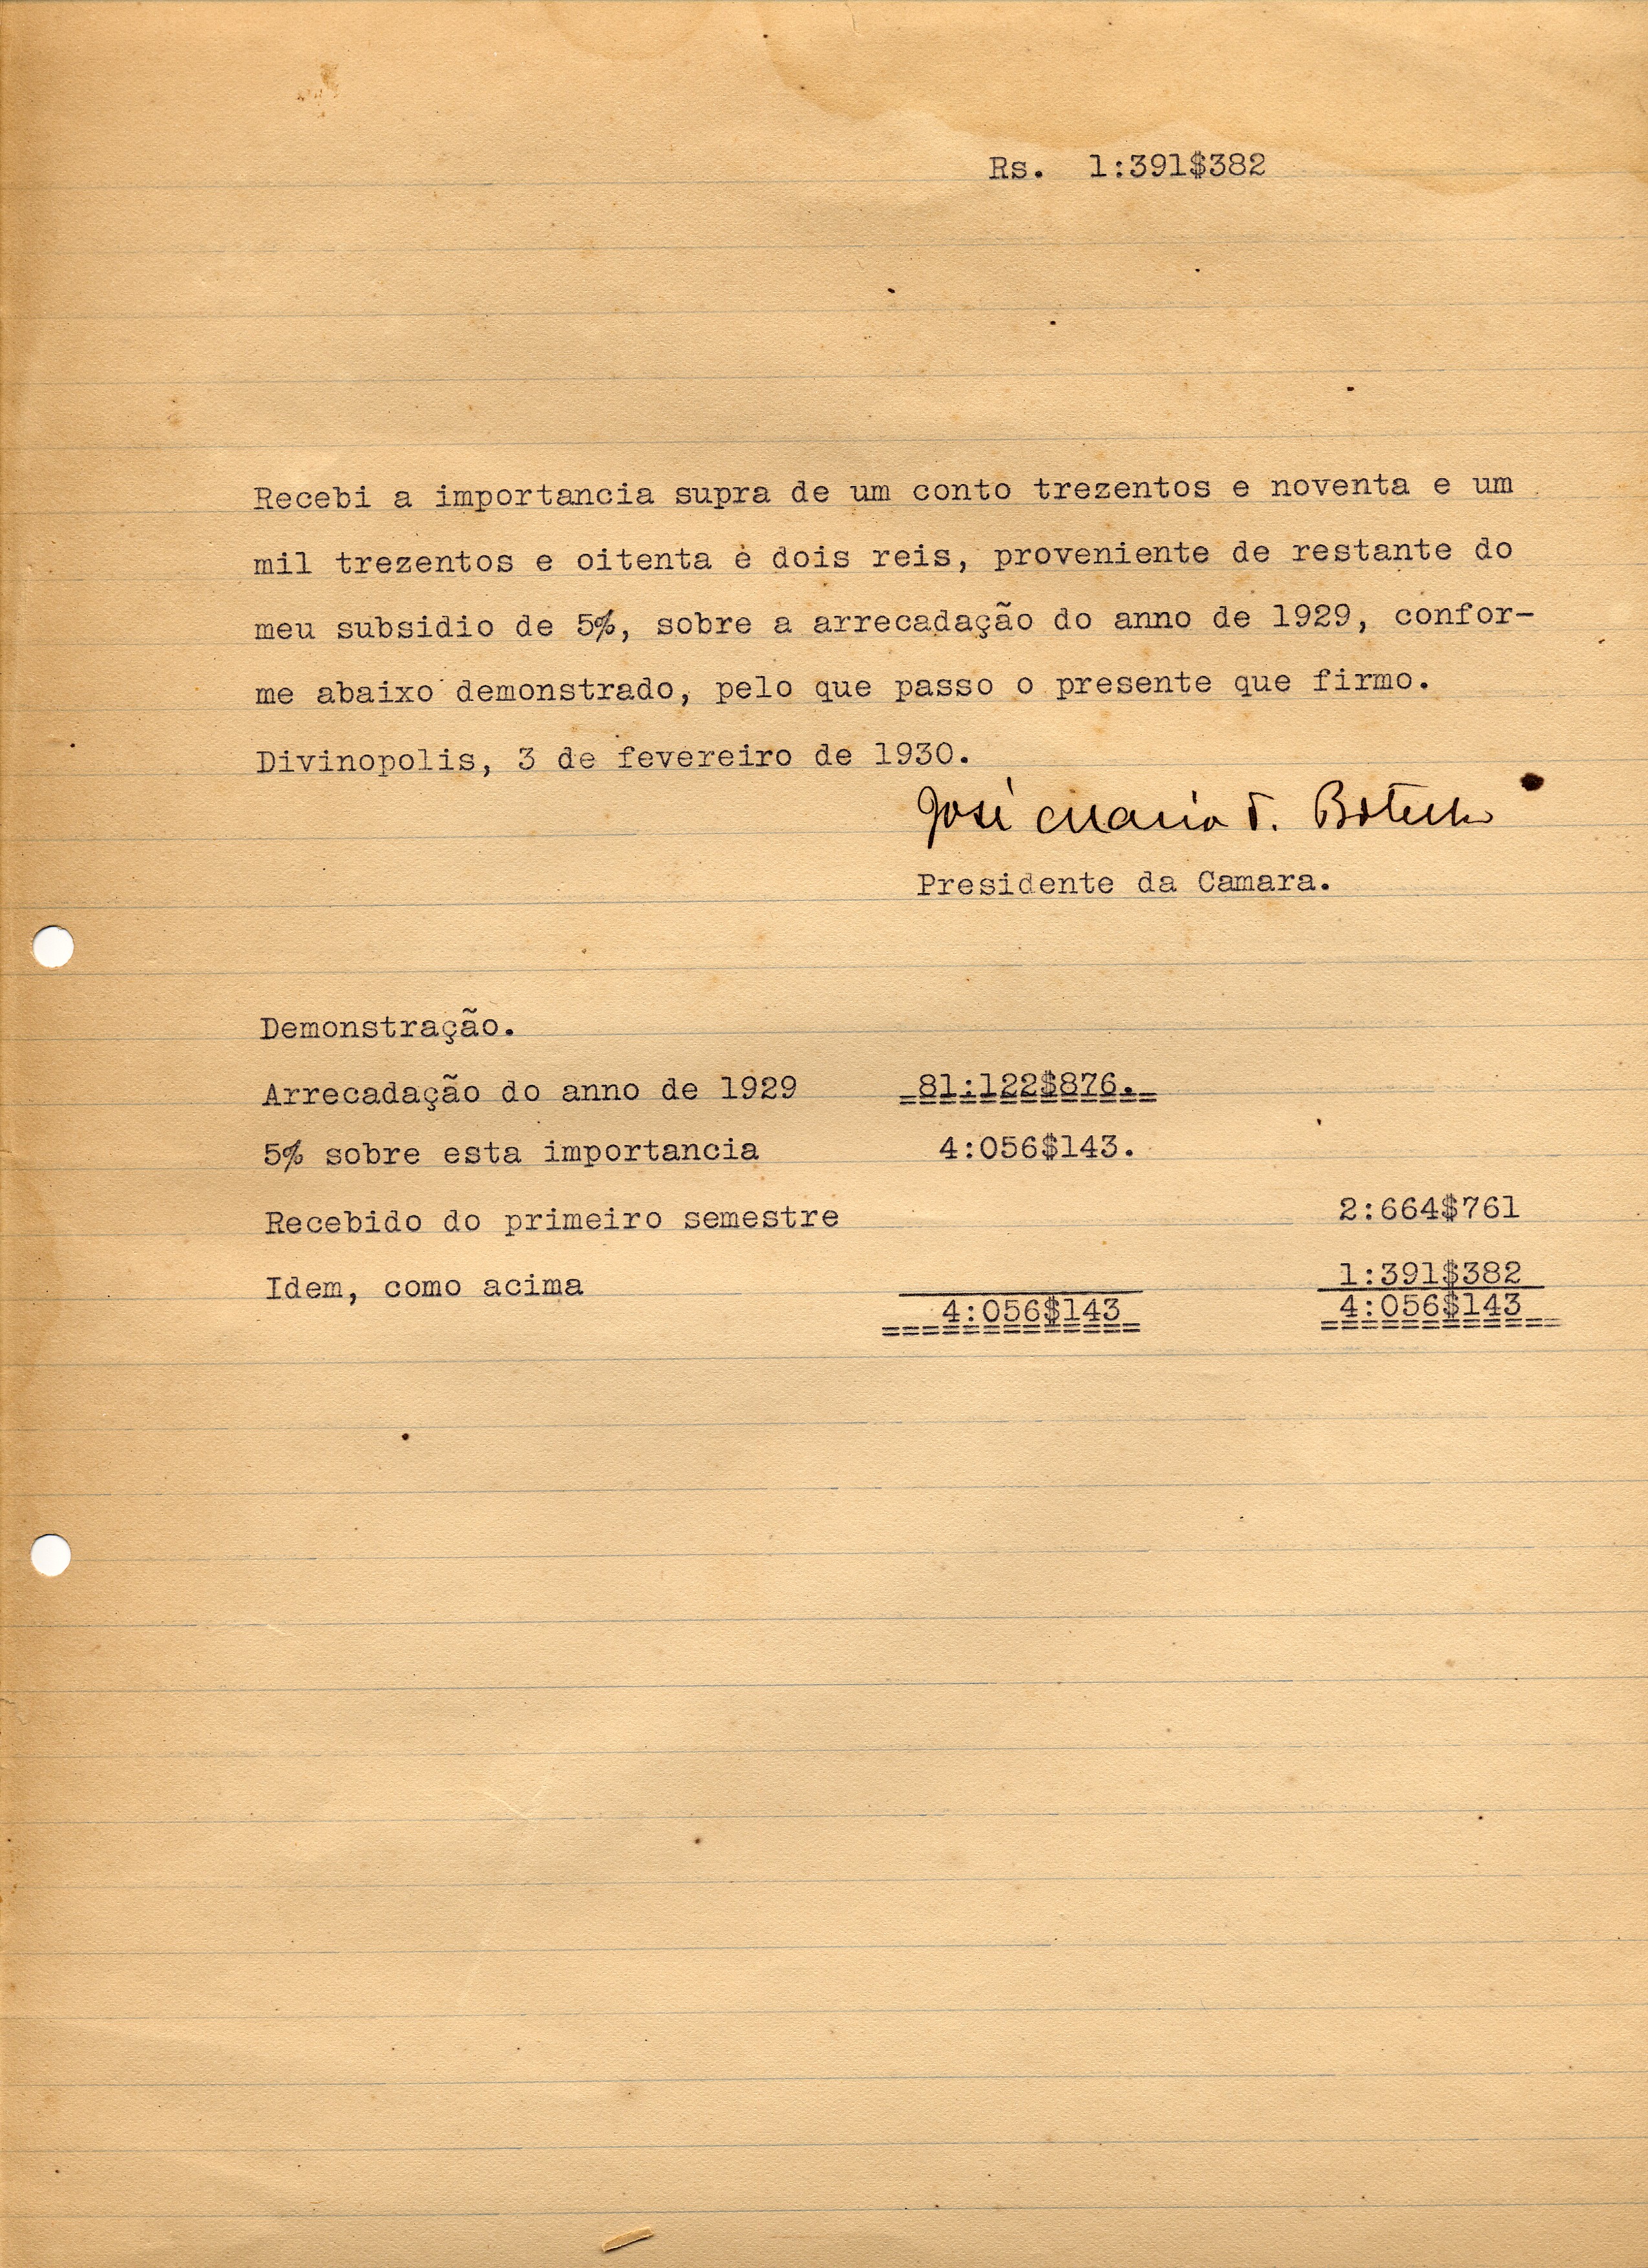 Rs. 1:391$382
Recebi a importancia supra de um conto trezentos e noventa e um
mil trezentos e oitenta e dois reis, proveniente de restante do
meu subsidio de 5%, sobre a arrecadação do anno de 1929, confor-
me abaixo demonstrado, pelo que passo o presente que firmo.
Divinopolis, 3 de fevereiro de 1930.
José Maria T. Botelho
Presidente da Camara.
Demonstração.
Arrecadação do anno de 1929 81:122$876.
5% sobre esta importancia 4:056$143.
Recebido do primeiro semestre 2:664$761
Idem, como acima 1:391$382
4:056$143 4:056$143